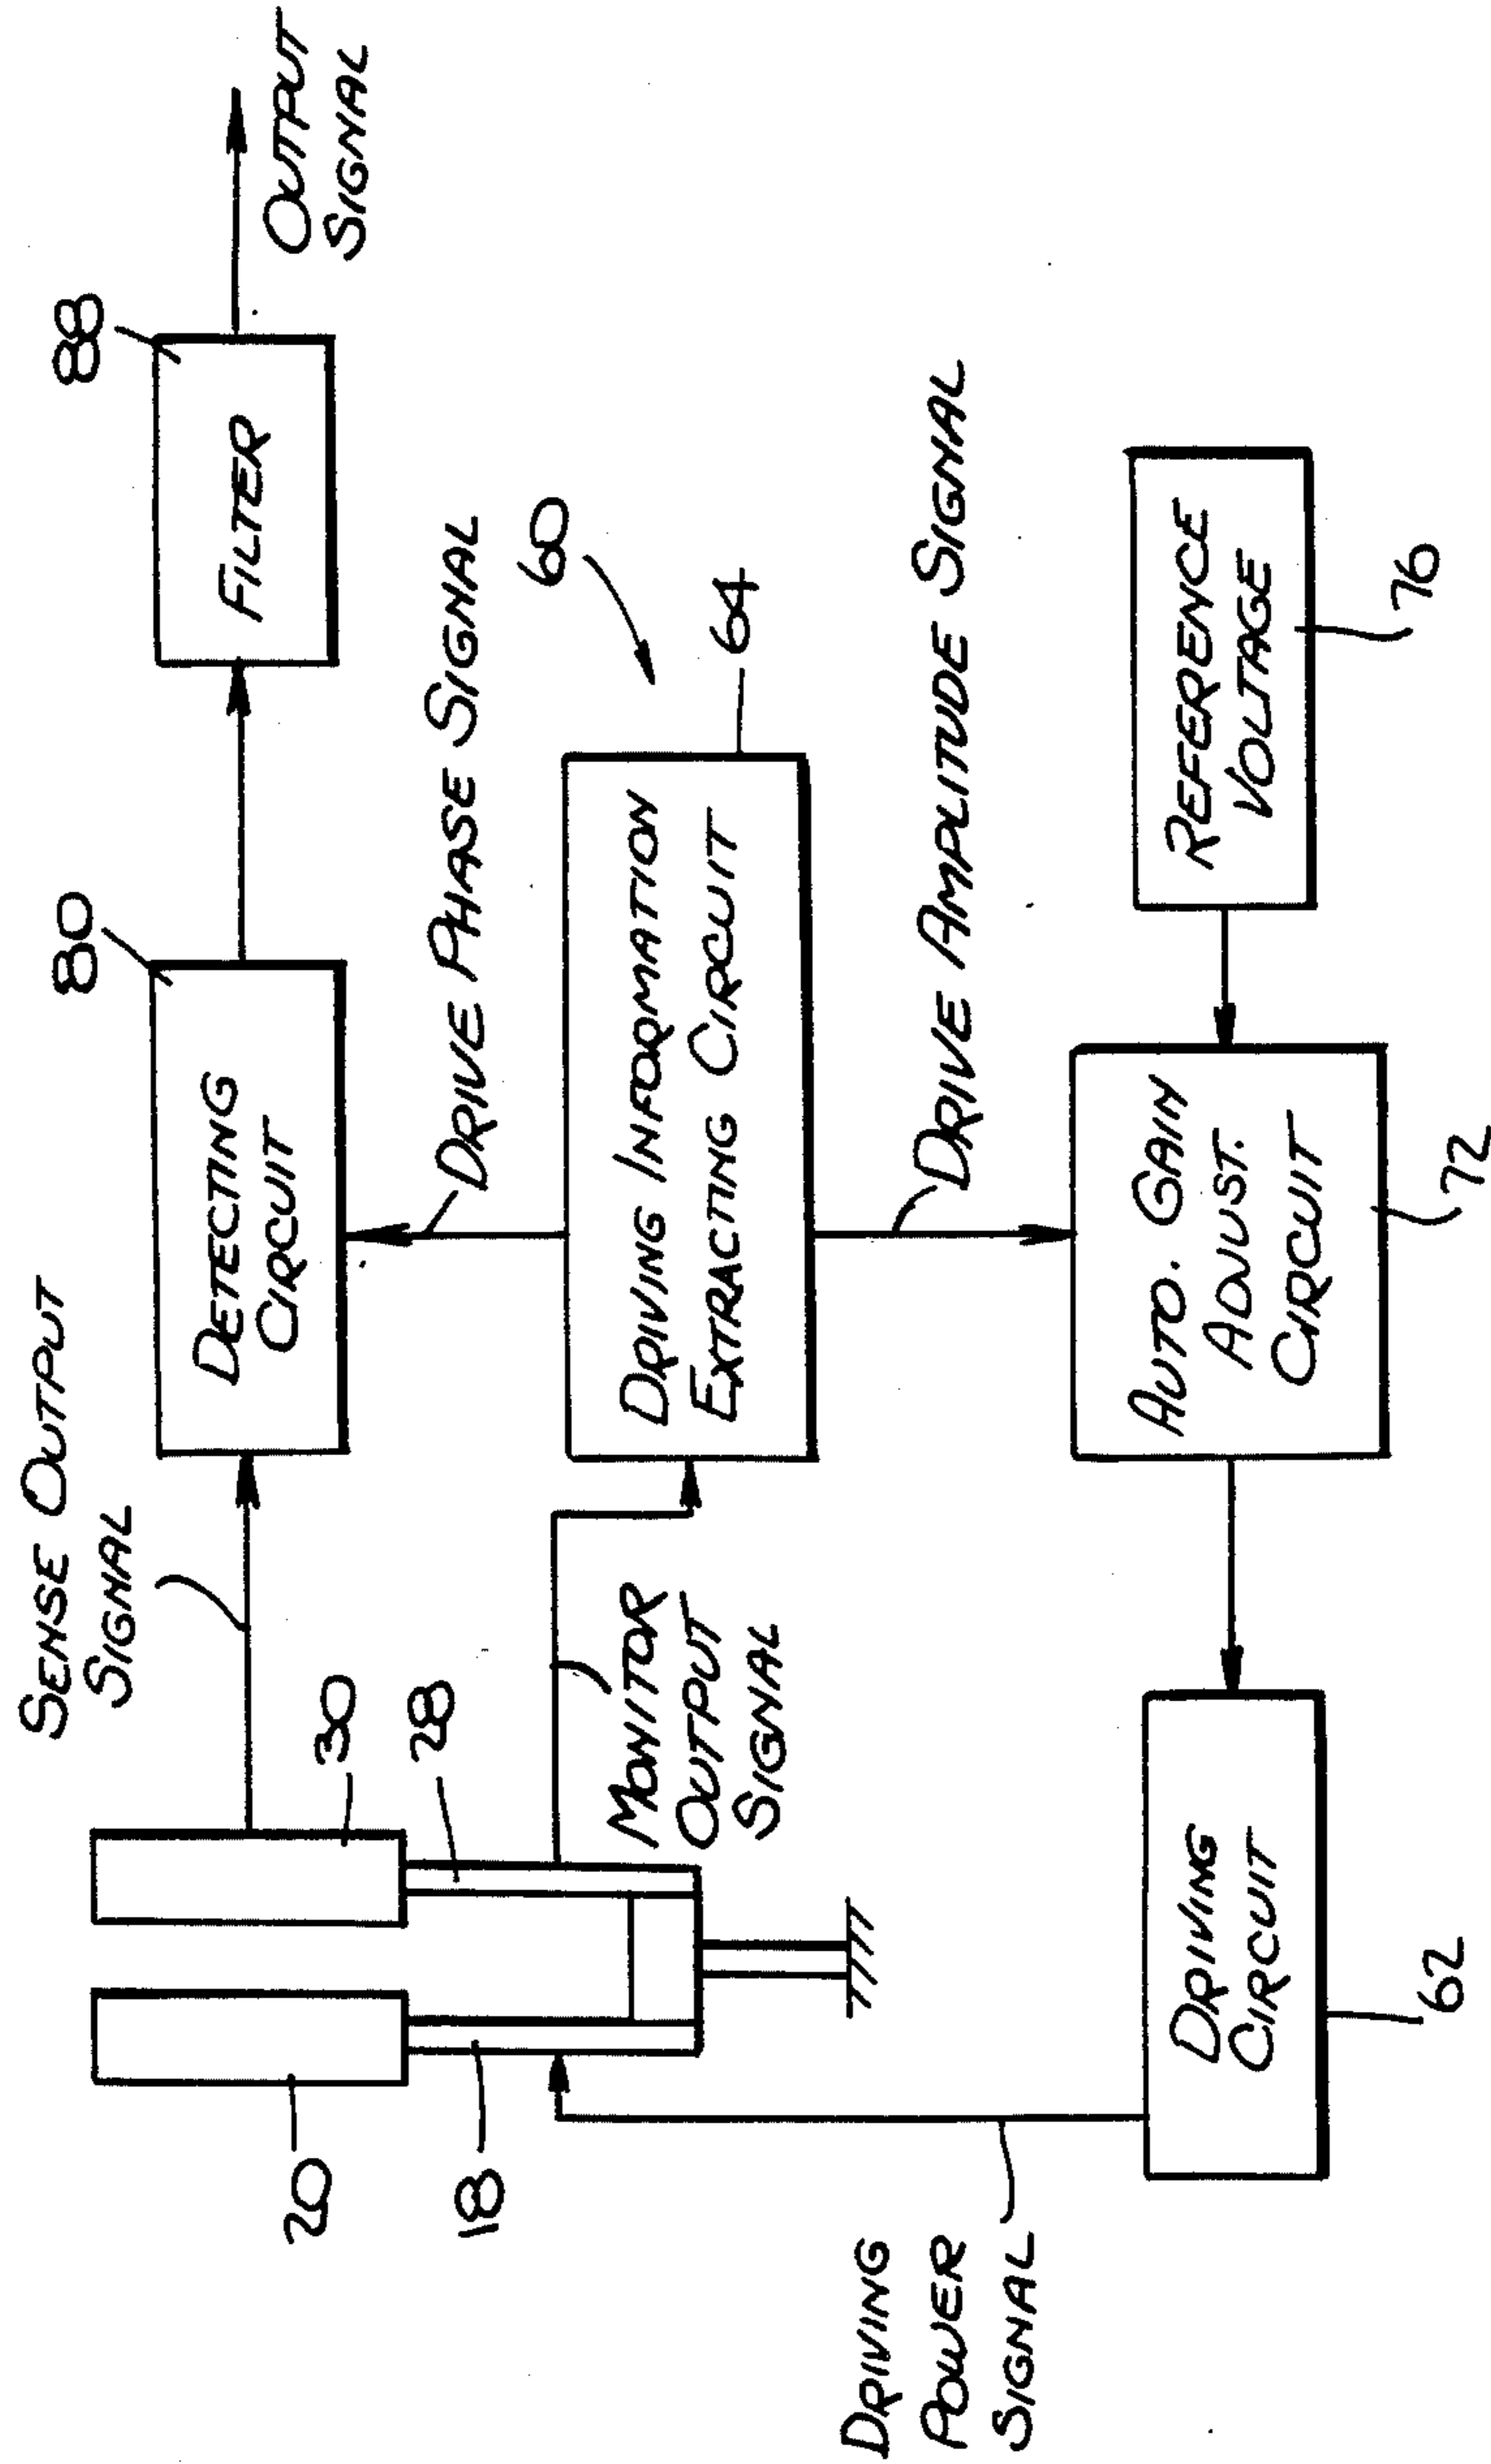 SENSE OUTPUT
SIGNAL
80
88
20
30
DETECTING
CIRCUIT
FILTER
OUTPUT
SIGNAL
18
28
DRIVE PHASE SIGNAL
MONITOR
OUTPUT
SIGNAL
60
DRIVING INFORMATION
EXTRACTING CIRCUIT
64
DRIVING
POWER
SIGNAL
DRIVE AMPLITUDE SIGNAL
DRIVING
CIRCUIT
AUTO. GAIN
ADJUST.
CIRCUIT
REFERENCE
VOLTAGE
62
72
76